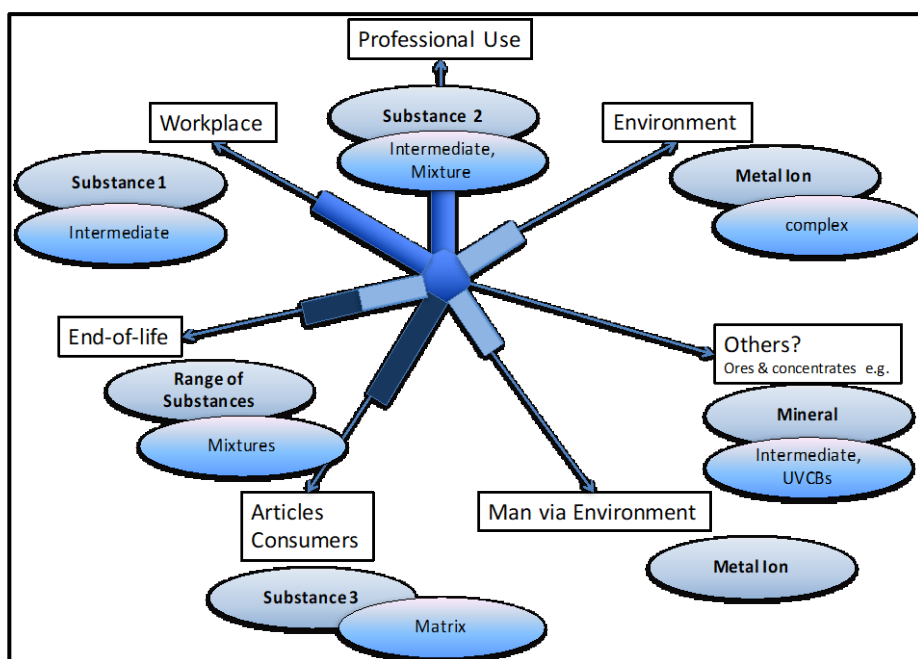 Professional Use
Substance 2
Intermediate,
Mixture
Workplace
Substance 1
Intermediate
Environment
Metal Ion
complex
End-of-life
Range of
Substances
Mixtures
Others?
Ores & concentrates e.g.
Mineral
Intermediate,
UVCBs
Articles
Consumers
Substance 3
Matrix
Man via Environment
Metal Ion